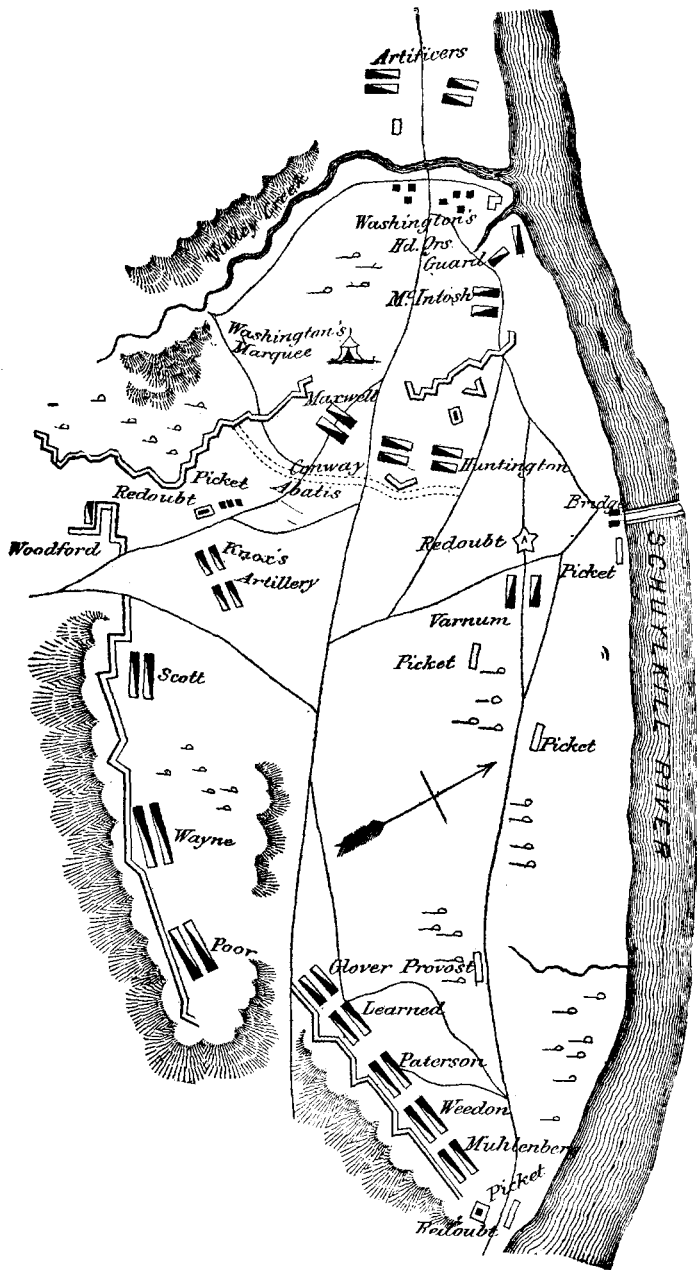 Artificers
Valley Creek
Washington's
Hd. Qrs.
Guard
McIntosh
Washington's
Marquee
Maxwell
Conway
Huntington
Abatis
Picket
Redoubt
Bridge
Woodford
Knox's
Artillery
Redoubt
A
Picket
SCHUYLKILL RIVER
Varnum
Picket
Scott
Picket
Wayne
Poor
Glover
Provost
Learned
Paterson
Weedon
Muhlenberg
Picket
Redoubt